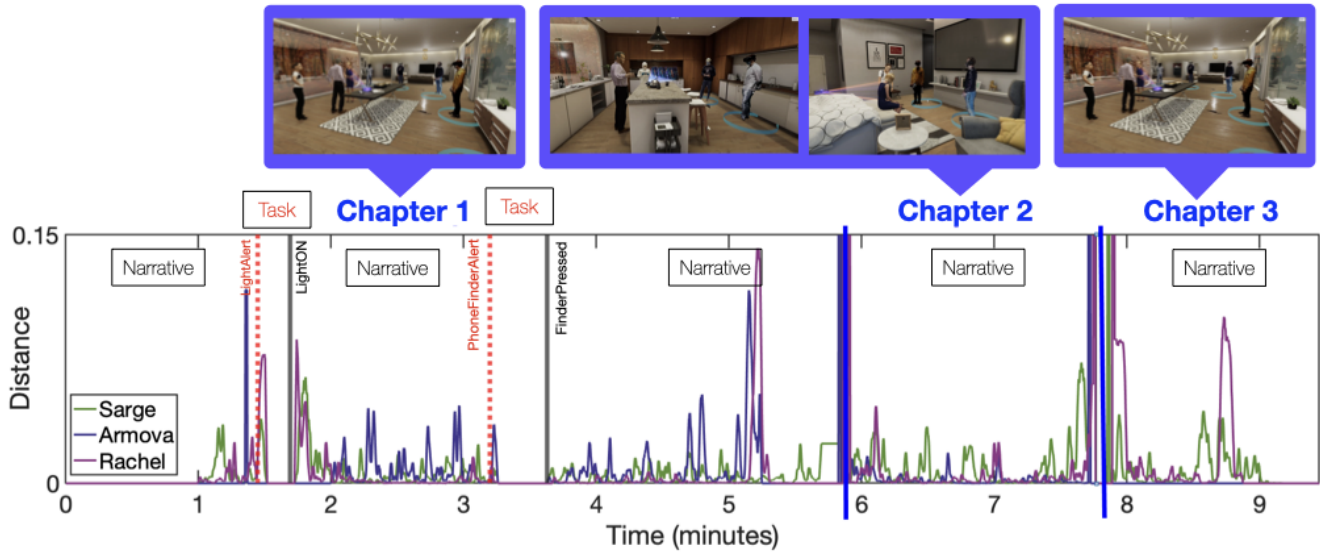 Task
Chapter 1
Task
Chapter 2
Chapter 3
0.15
Narrative
LightAlert
LightON
Narrative
PhoneFinderAlert
FinderPressed
Narrative
Narrative
Narrative
Distance
Sarge
Armova
Rachel
0
0 1 2 3 4 5 6 7 8 9
Time (minutes)